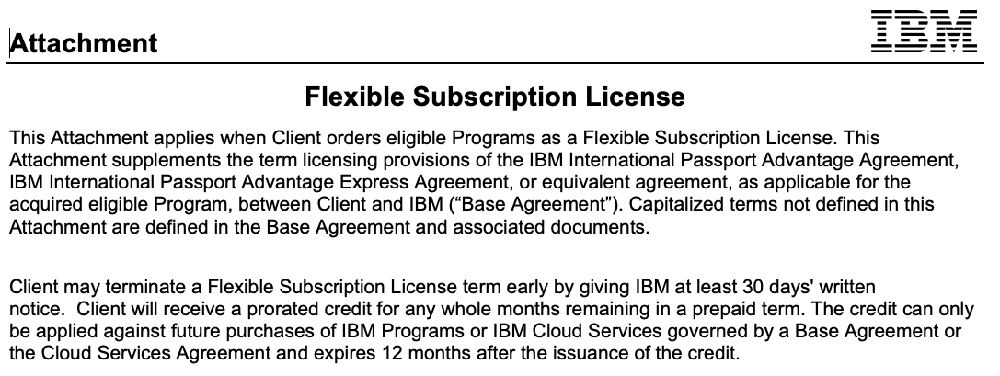 IBM
Attachment
Flexible Subscription License
This Attachment applies when Client orders eligible Programs as a Flexible Subscription License. This
Attachment supplements the term licensing provisions of the IBM International Passport Advantage Agreement,
IBM International Passport Advantage Express Agreement, or equivalent agreement, as applicable for the
acquired eligible Program, between Client and IBM (“Base Agreement”). Capitalized terms not defined in this
Attachment are defined in the Base Agreement and associated documents.
Client may terminate a Flexible Subscription License term early by giving IBM at least 30 days' written
notice.  Client will receive a prorated credit for any whole months remaining in a prepaid term. The credit can only
be applied against future purchases of IBM Programs or IBM Cloud Services governed by a Base Agreement or
the Cloud Services Agreement and expires 12 months after the issuance of the credit.